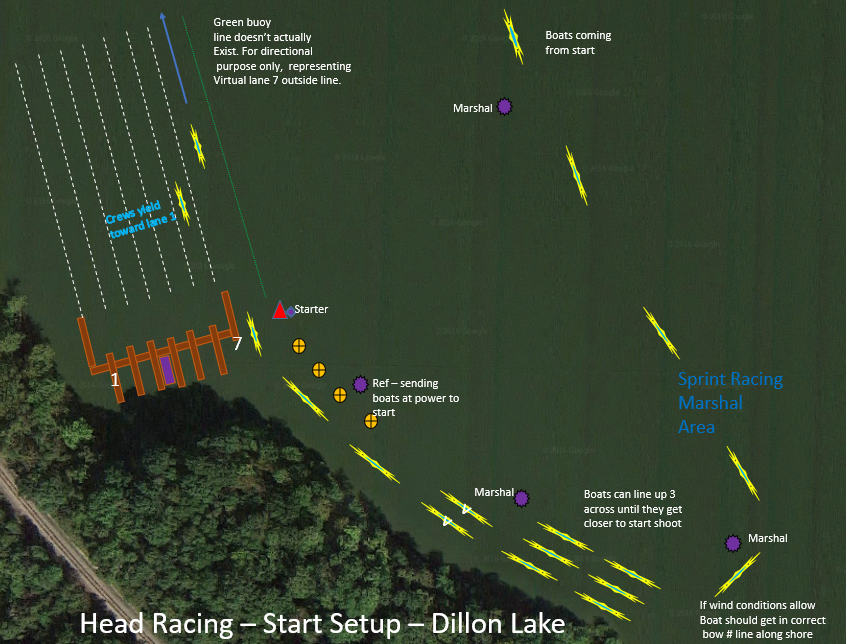 Green buoy
line doesn't actually
Exist. For directional
purpose only, representing
Virtual lane 7 outside line.
Boats coming
from start
Marshal
Crews yield
toward lane 1
Starter
7
1
Ref – sending
boats at power to
start
Sprint Racing
Marshal
Area
Marshal
Boats can line up 3
across until they get
closer to start shoot
Marshal
If wind conditions allow
Boat should get in correct
bow # line along shore
Head Racing – Start Setup – Dillon Lake